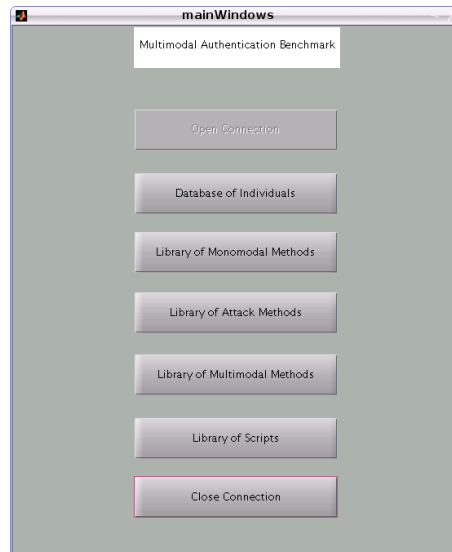 mainWindows
Multimodal Authentication Benchmark
Open Connection
Database of Individuals
Library of Monomodal Methods
Library of Attack Methods
Library of Multimodal Methods
Library of Scripts
Close Connection